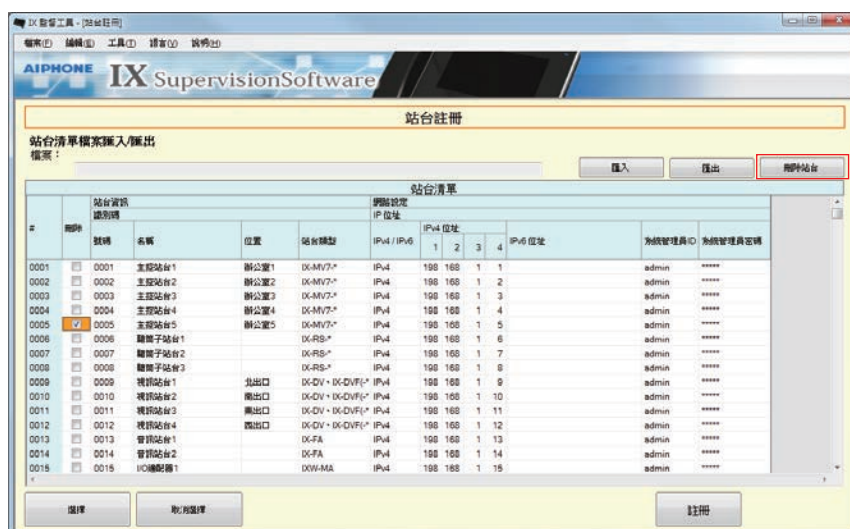 IX 監督工具 - [站台註冊]
檔案(F) 編輯(E) 工具(T) 語言(V) 說明(H)
AIPHONE IX SupervisionSoftware
站台註冊
站台清單檔案匯入/匯出
檔案：
匯入 匯出 刪除站台
站台清單
站台資訊 網路設定
識別碼 IP 位址
# 刪除 號碼 名稱 位置 站台類型 IPv4 / IPv6 IPv4 位址 IPv6 位址 系統管理員ID 系統管理員密碼
1 2 3 4
0001 0001 主控站台1 辦公室1 IX-MV7-* IPv4 198 168 1 1 admin *****
0002 0002 主控站台2 辦公室2 IX-MV7-* IPv4 198 168 1 2 admin *****
0003 0003 主控站台3 辦公室3 IX-MV7-* IPv4 198 168 1 3 admin *****
0004 0004 主控站台4 辦公室4 IX-MV7-* IPv4 198 168 1 4 admin *****
0005 0005 主控站台5 辦公室5 IX-MV7-* IPv4 198 168 1 5 admin *****
0006 0006 聽筒子站台1 IX-RS-* IPv4 198 168 1 6 admin *****
0007 0007 聽筒子站台2 IX-RS-* IPv4 198 168 1 7 admin *****
0008 0008 聽筒子站台3 IX-RS-* IPv4 198 168 1 8 admin *****
0009 0009 視訊站台1 北出口 IX-DV、IX-DVF(-* IPv4 198 168 1 9 admin *****
0010 0010 視訊站台2 南出口 IX-DV、IX-DVF(-* IPv4 198 168 1 10 admin *****
0011 0011 視訊站台3 東出口 IX-DV、IX-DVF(-* IPv4 198 168 1 11 admin *****
0012 0012 視訊站台4 西出口 IX-DV、IX-DVF(-* IPv4 198 168 1 12 admin *****
0013 0013 音訊站台1 IX-FA IPv4 198 168 1 13 admin *****
0014 0014 音訊站台2 IX-FA IPv4 198 168 1 14 admin *****
0015 0015 I/O適配器1 IXW-MA IPv4 198 168 1 15 admin *****
選擇 取消選擇 註冊